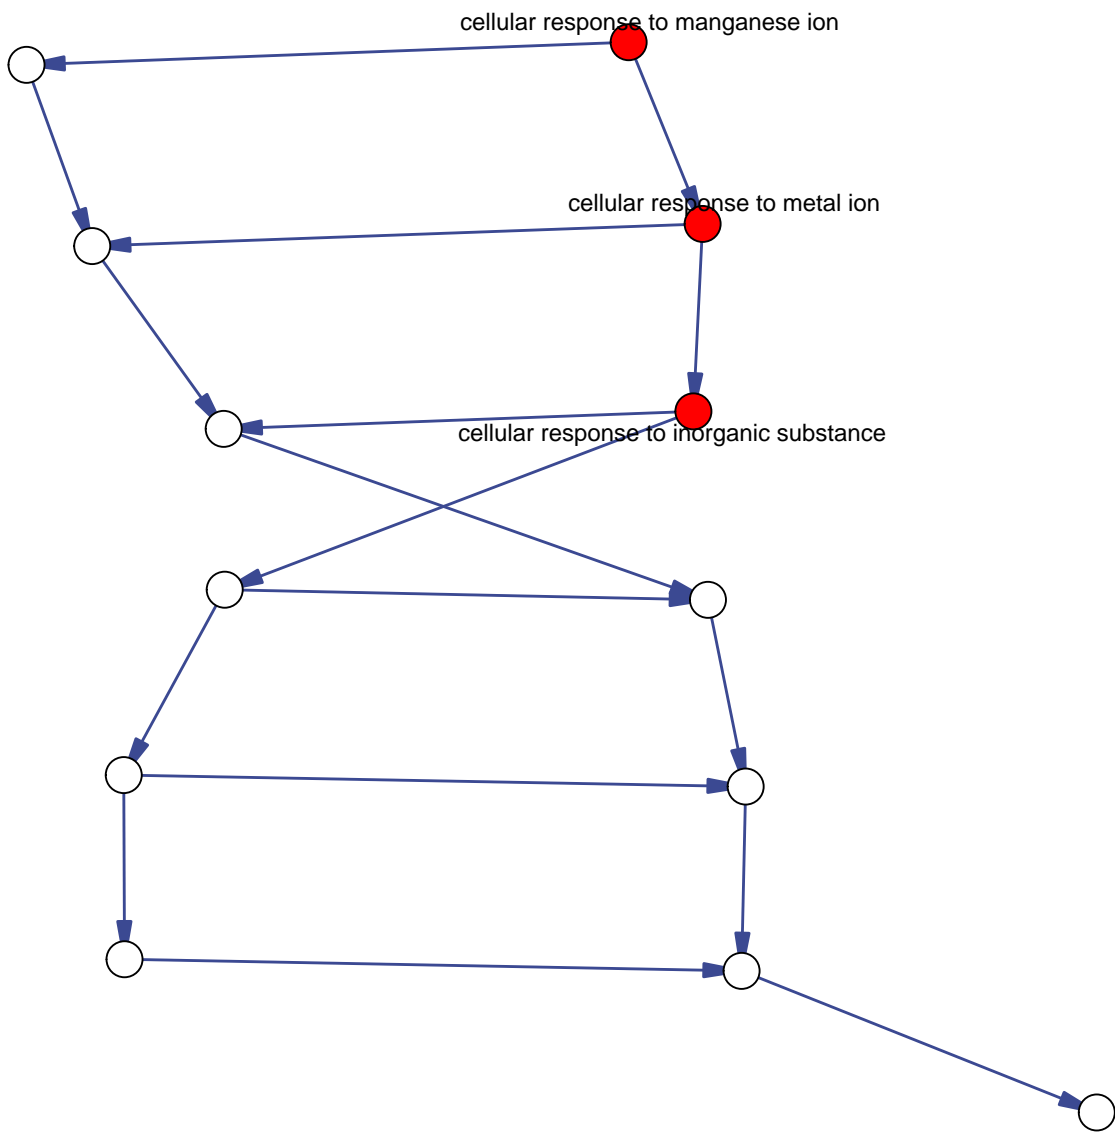 cellular response to manganese ion
cellular response to metal ion
cellular response to inorganic substance